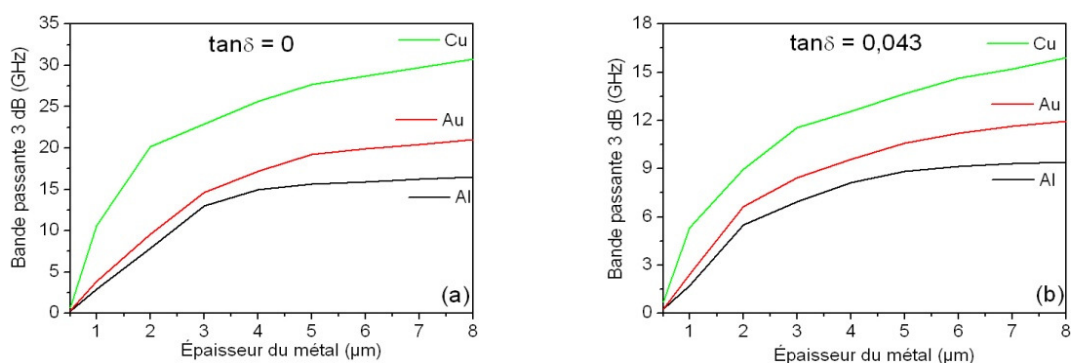 Bande passante 3 dB (GHz)
35
30
25
20
15
10
5
0
tanδ = 0
Cu
Au
Al
(a)
1 2 3 4 5 6 7 8
Épaisseur du métal (µm)
Bande passante 3 dB (GHz)
18
15
12
9
6
3
0
tanδ = 0,043
Cu
Au
Al
(b)
1 2 3 4 5 6 7 8
Épaisseur du métal (µm)